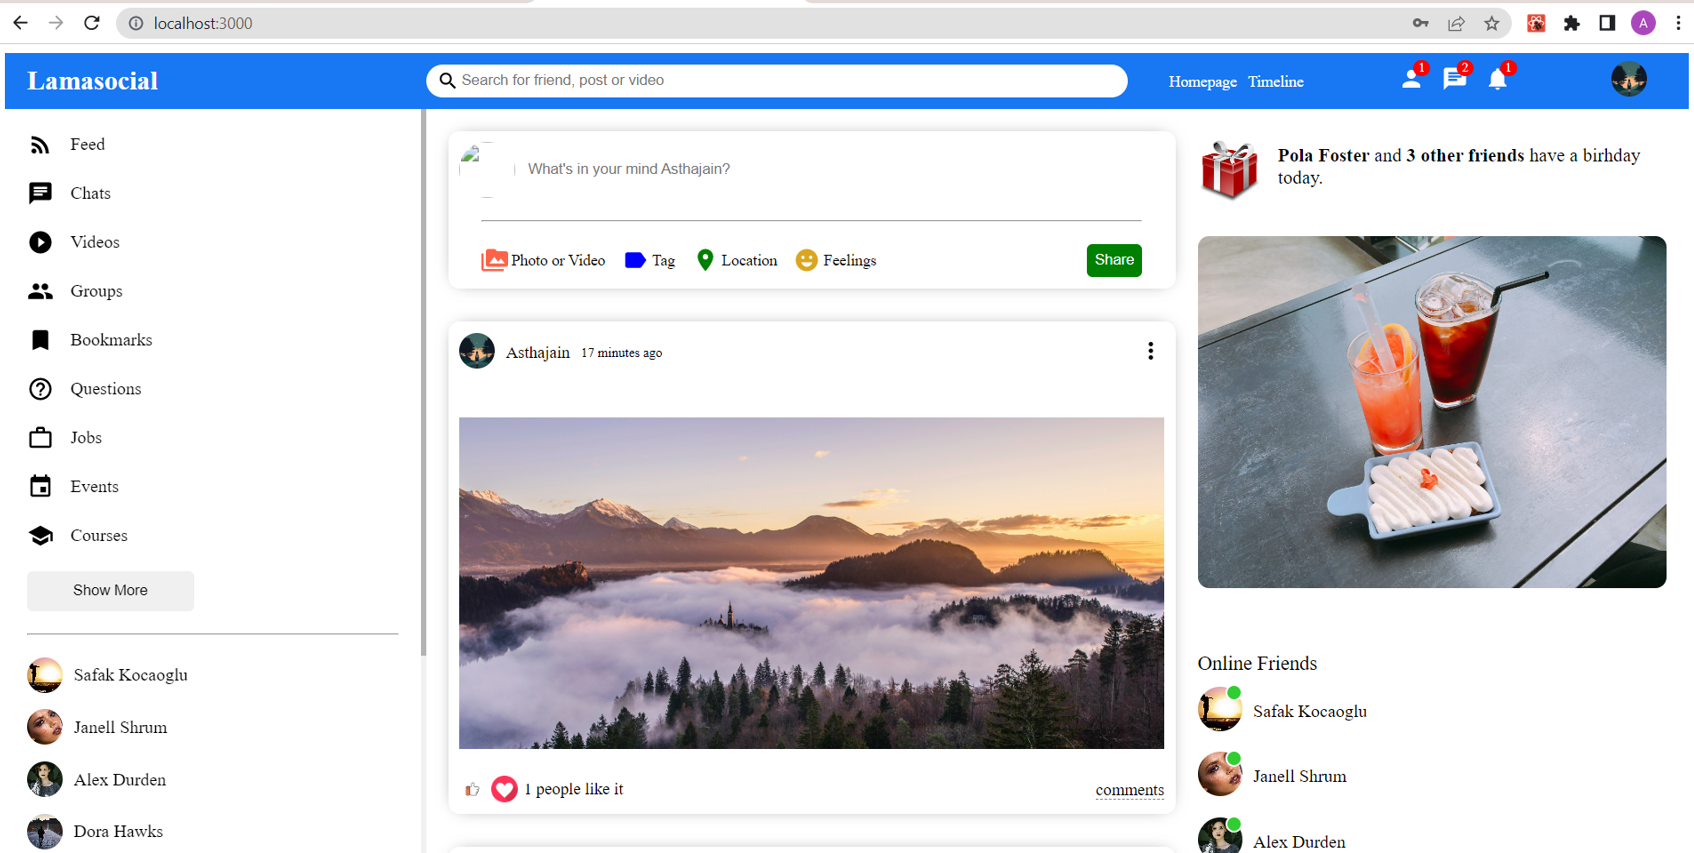 localhost:3000
A
Lamasocial
Search for friend, post or video
Homepage Timeline
1
2
1
Feed
Chats
Videos
Groups
Bookmarks
Questions
Jobs
Events
Courses
Show More
Safak Kocaoglu
Janell Shrum
Alex Durden
Dora Hawks
What's in your mind Asthajain?
Photo or Video
Tag
Location
Feelings
Share
Asthajain 17 minutes ago
1 people like it
comments
Pola Foster and 3 other friends have a birhday
today.
Online Friends
Safak Kocaoglu
Janell Shrum
Alex Durden